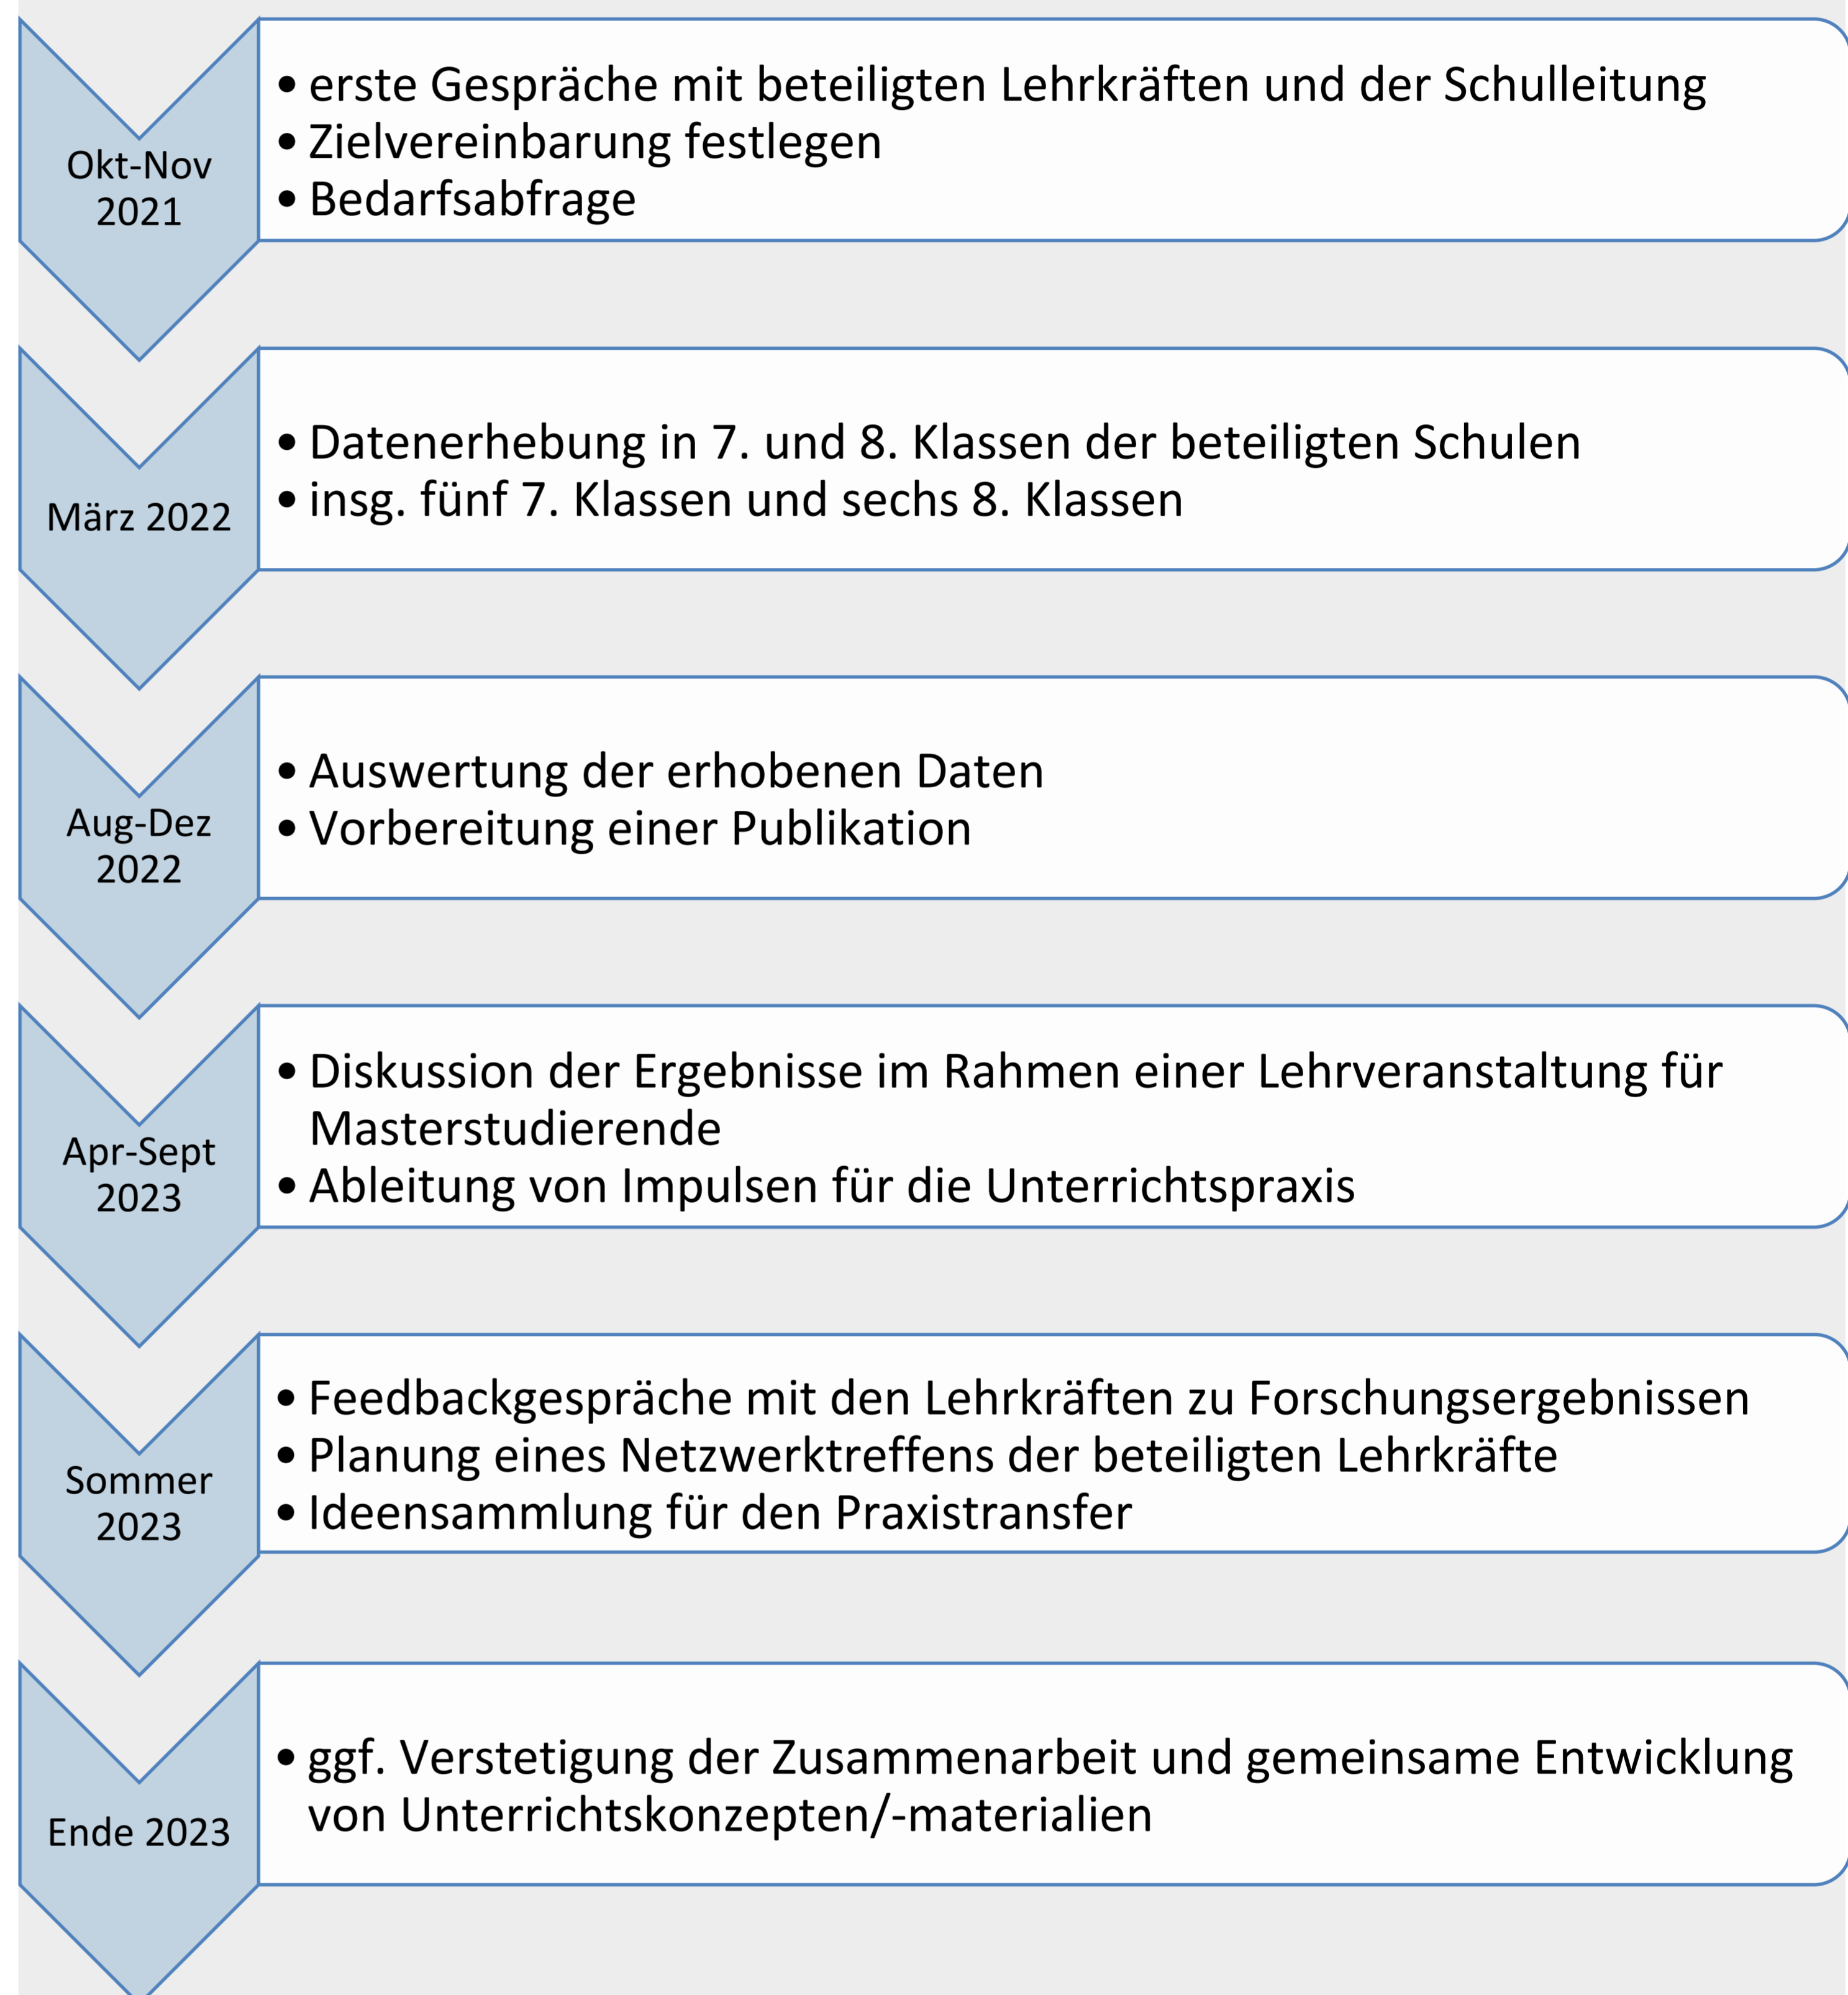 Okt-Nov
2021
• erste Gespräche mit beteiligten Lehrkräften und der Schulleitung
• Zielvereinbarung festlegen
• Bedarfsabfrage
März 2022
• Datenerhebung in 7. und 8. Klassen der beteiligten Schulen
• insg. fünf 7. Klassen und sechs 8. Klassen
Aug-Dez
2022
• Auswertung der erhobenen Daten
• Vorbereitung einer Publikation
Apr-Sept
2023
• Diskussion der Ergebnisse im Rahmen einer Lehrveranstaltung für
Masterstudierende
• Ableitung von Impulsen für die Unterrichtspraxis
Sommer
2023
• Feedbackgespräche mit den Lehrkräften zu Forschungsergebnissen
• Planung eines Netzwerktreffens der beteiligten Lehrkräfte
• Ideensammlung für den Praxistransfer
Ende 2023
• ggf. Verstetigung der Zusammenarbeit und gemeinsame Entwicklung
von Unterrichtskonzepten/-materialien